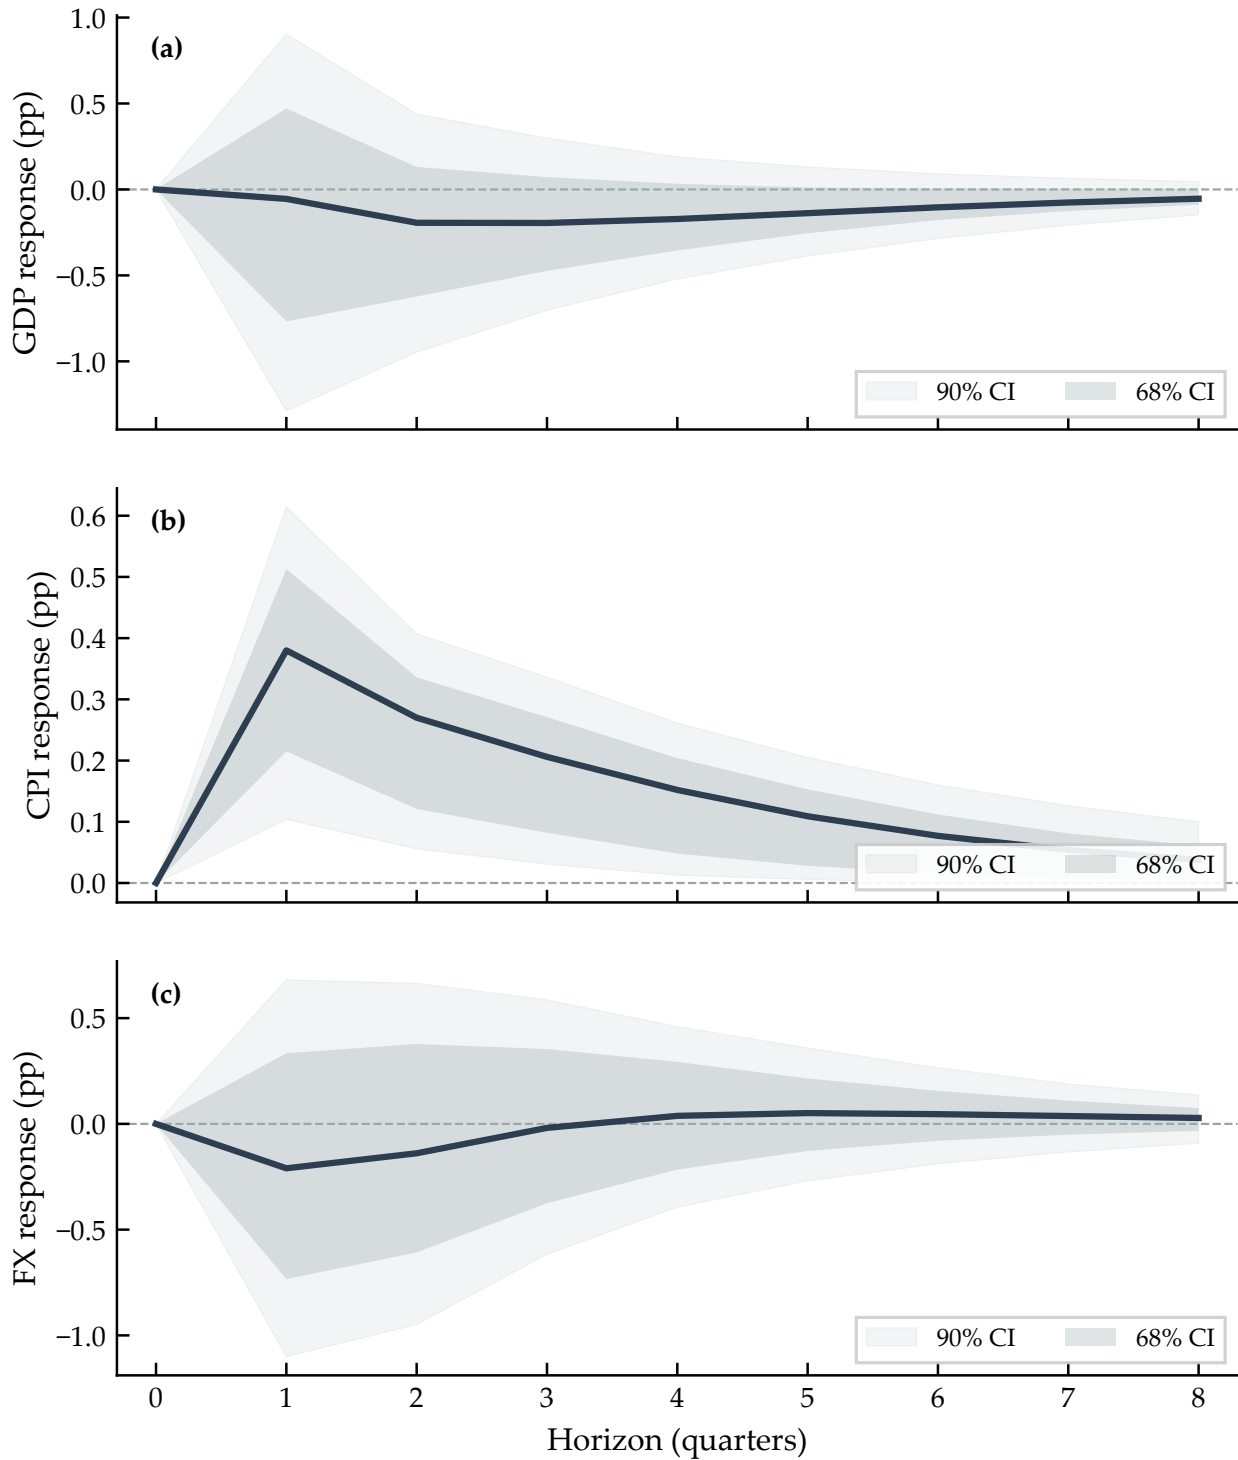 (a)
GDP response (pp)
1.0
0.5
0.0
−0.5
−1.0
90% CI 68% CI
(b)
CPI response (pp)
0.6
0.5
0.4
0.3
0.2
0.1
0.0
90% CI 68% CI
(c)
FX response (pp)
0.5
0.0
−0.5
−1.0
90% CI 68% CI
0 1 2 3 4 5 6 7 8
Horizon (quarters)